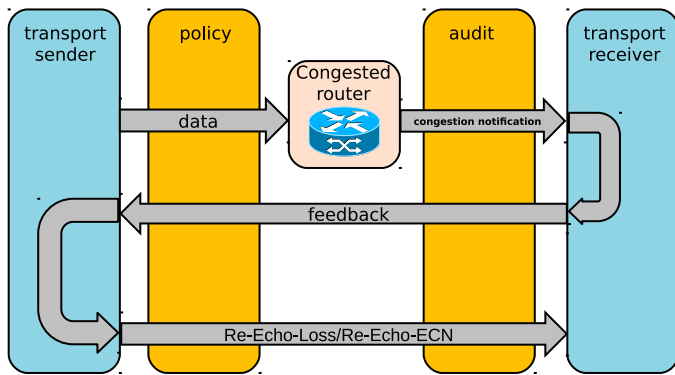 transport
sender
policy
audit
transport
receiver
Congested
router
data
congestion notification
feedback
Re-Echo-Loss/Re-Echo-ECN